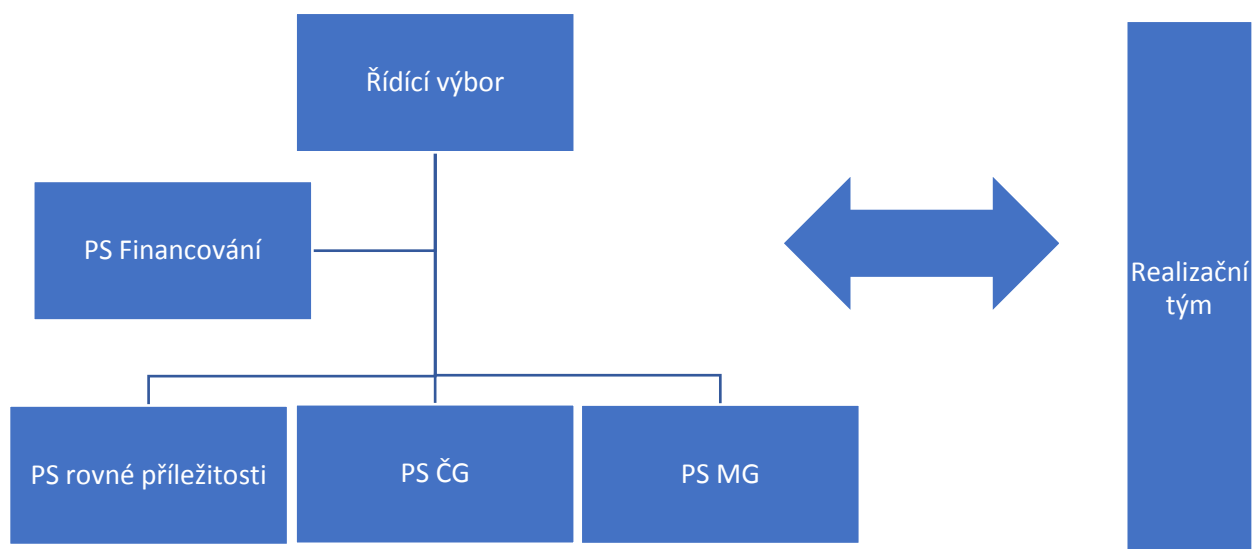 Řídící výbor
PS Financování
Realizační
tým
PS rovné příležitosti
PS ČG
PS MG